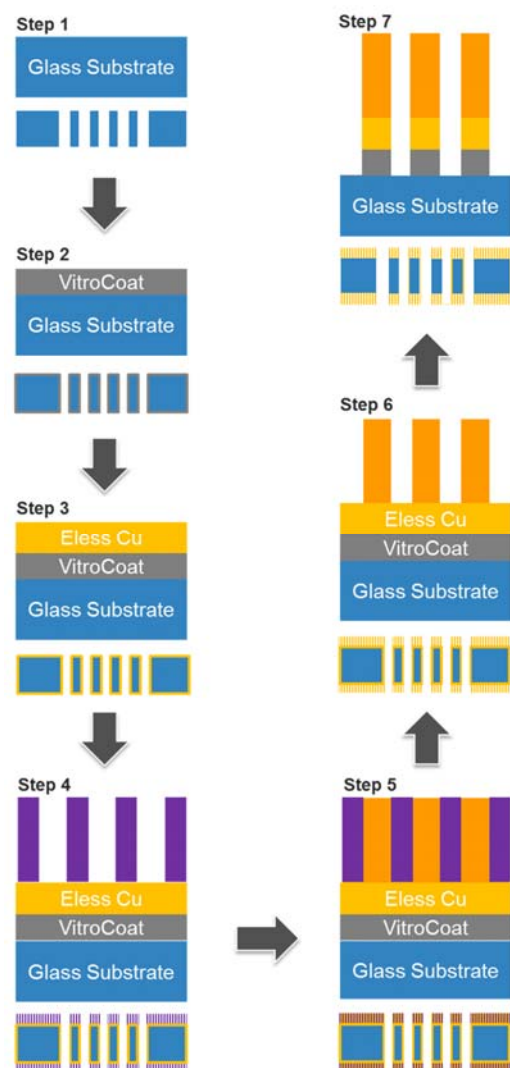 Step 1
Glass Substrate
Step 2
VitroCoat
Glass Substrate
Step 3
Eless Cu
VitroCoat
Glass Substrate
Step 4
Eless Cu
VitroCoat
Glass Substrate
Step 5
Eless Cu
VitroCoat
Glass Substrate
Step 6
Eless Cu
VitroCoat
Glass Substrate
Step 7
Glass Substrate